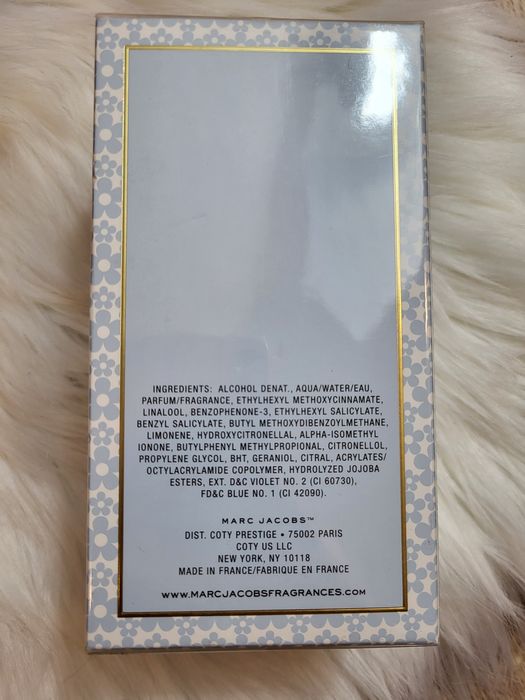 INGREDIENTS: ALCOHOL DENAT., AQUA/WATER/EAU,
PARFUM/FRAGRANCE, ETHYLHEXYL METHOXYCINNAMATE,
LINALOOL, BENZOPHENONE-3, ETHYLHEXYL SALICYLATE,
BENZYL SALICYLATE, BUTYL METHOXYDIBENZOYLMETHANE,
LIMONENE, HYDROXYCITRONELLAL, ALPHA-ISOMETHYL
IONONE, BUTYLPHENYL METHYLPROPIONAL, CITRONELLOL,
PROPYLENE GLYCOL, BHT, GERANIOL, CITRAL, ACRYLATES/
OCTYLACRYLAMIDE COPOLYMER, HYDROLYZED JOJOBA
ESTERS, EXT. D&C VIOLET NO. 2 (CI 60730),
FD&C BLUE NO. 1 (CI 42090).
MARC JACOBS™
DIST. COTY PRESTIGE • 75002 PARIS
COTY US LLC
NEW YORK, NY 10118
MADE IN FRANCE/FABRIQUE EN FRANCE
WWW.MARCJACOBSFRAGRANCES.COM